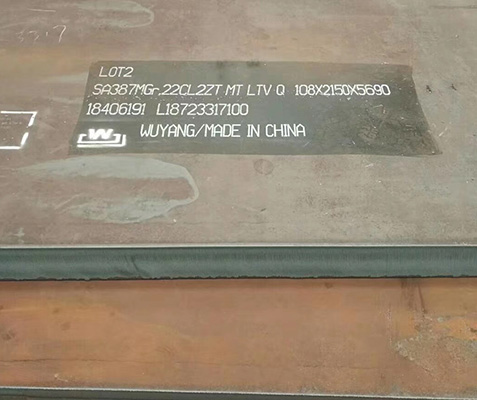 LOT2
SA387MGr.22CL2ZT MT LTV Q 108X2150X5690
18406191 L18723317100
W WUYANG/MADE IN CHINA